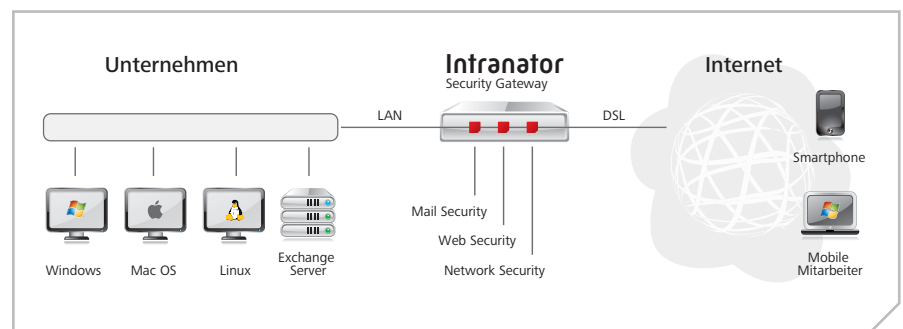 Unternehmen
Intranator
Security Gateway
Internet
LAN
DSL
Smartphone
Mail Security
Web Security
Network Security
Windows
Mac OS
Linux
Exchange
Server
Mobile
Mitarbeiter